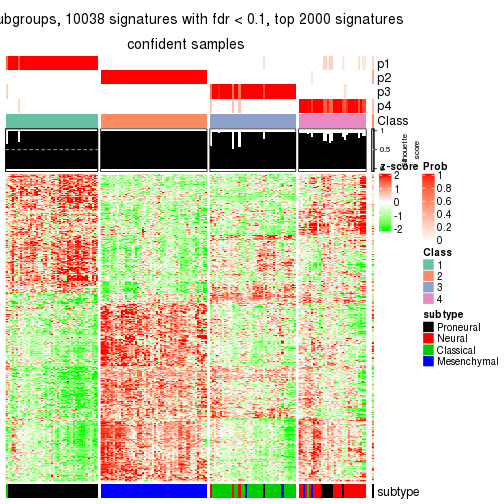 ubgroups, 10038 signatures with fdr < 0.1, top 2000 signatures
confident samples
p1
p2
p3
p4
Class
1
0.5
0
silhouette
score
z-score
2
1
0
-1
-2
Prob
1
0.8
0.6
0.4
0.2
0
Class
1
2
3
4
subtype
Proneural
Neural
Classical
Mesenchymal
subtype